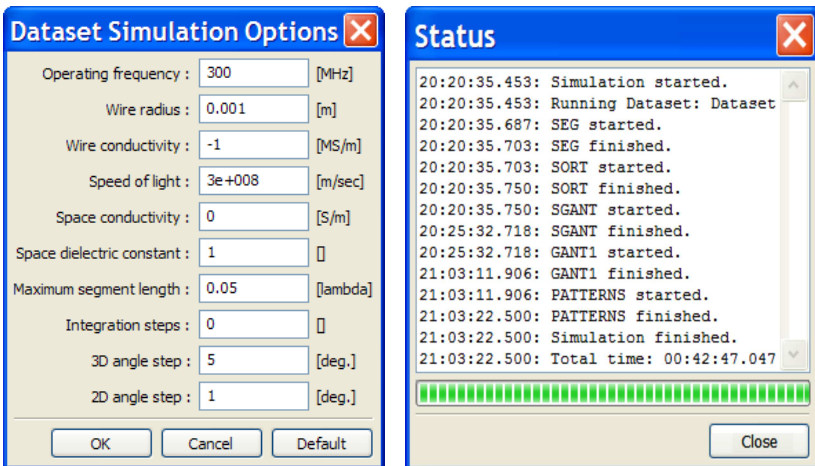 Dataset Simulation Options
Operating frequency : 300 [MHz]
Wire radius : 0.001 [m]
Wire conductivity : -1 [MS/m]
Speed of light : 3e+008 [m/sec]
Space conductivity : 0 [S/m]
Space dielectric constant : 1 []
Maximum segment length : 0.05 [lambda]
Integration steps : 0 []
3D angle step : 5 [deg.]
2D angle step : 1 [deg.]
OK Cancel Default
Status
20:20:35.453: Simulation started.
20:20:35.453: Running Dataset: Dataset
20:20:35.687: SEG started.
20:20:35.703: SEG finished.
20:20:35.703: SORT started.
20:20:35.750: SORT finished.
20:20:35.750: SGANT started.
20:25:32.718: SGANT finished.
20:25:32.718: GANT1 started.
21:03:11.906: GANT1 finished.
21:03:11.906: PATTERNS started.
21:03:22.500: PATTERNS finished.
21:03:22.500: Simulation finished.
21:03:22.500: Total time: 00:42:47.047
Close